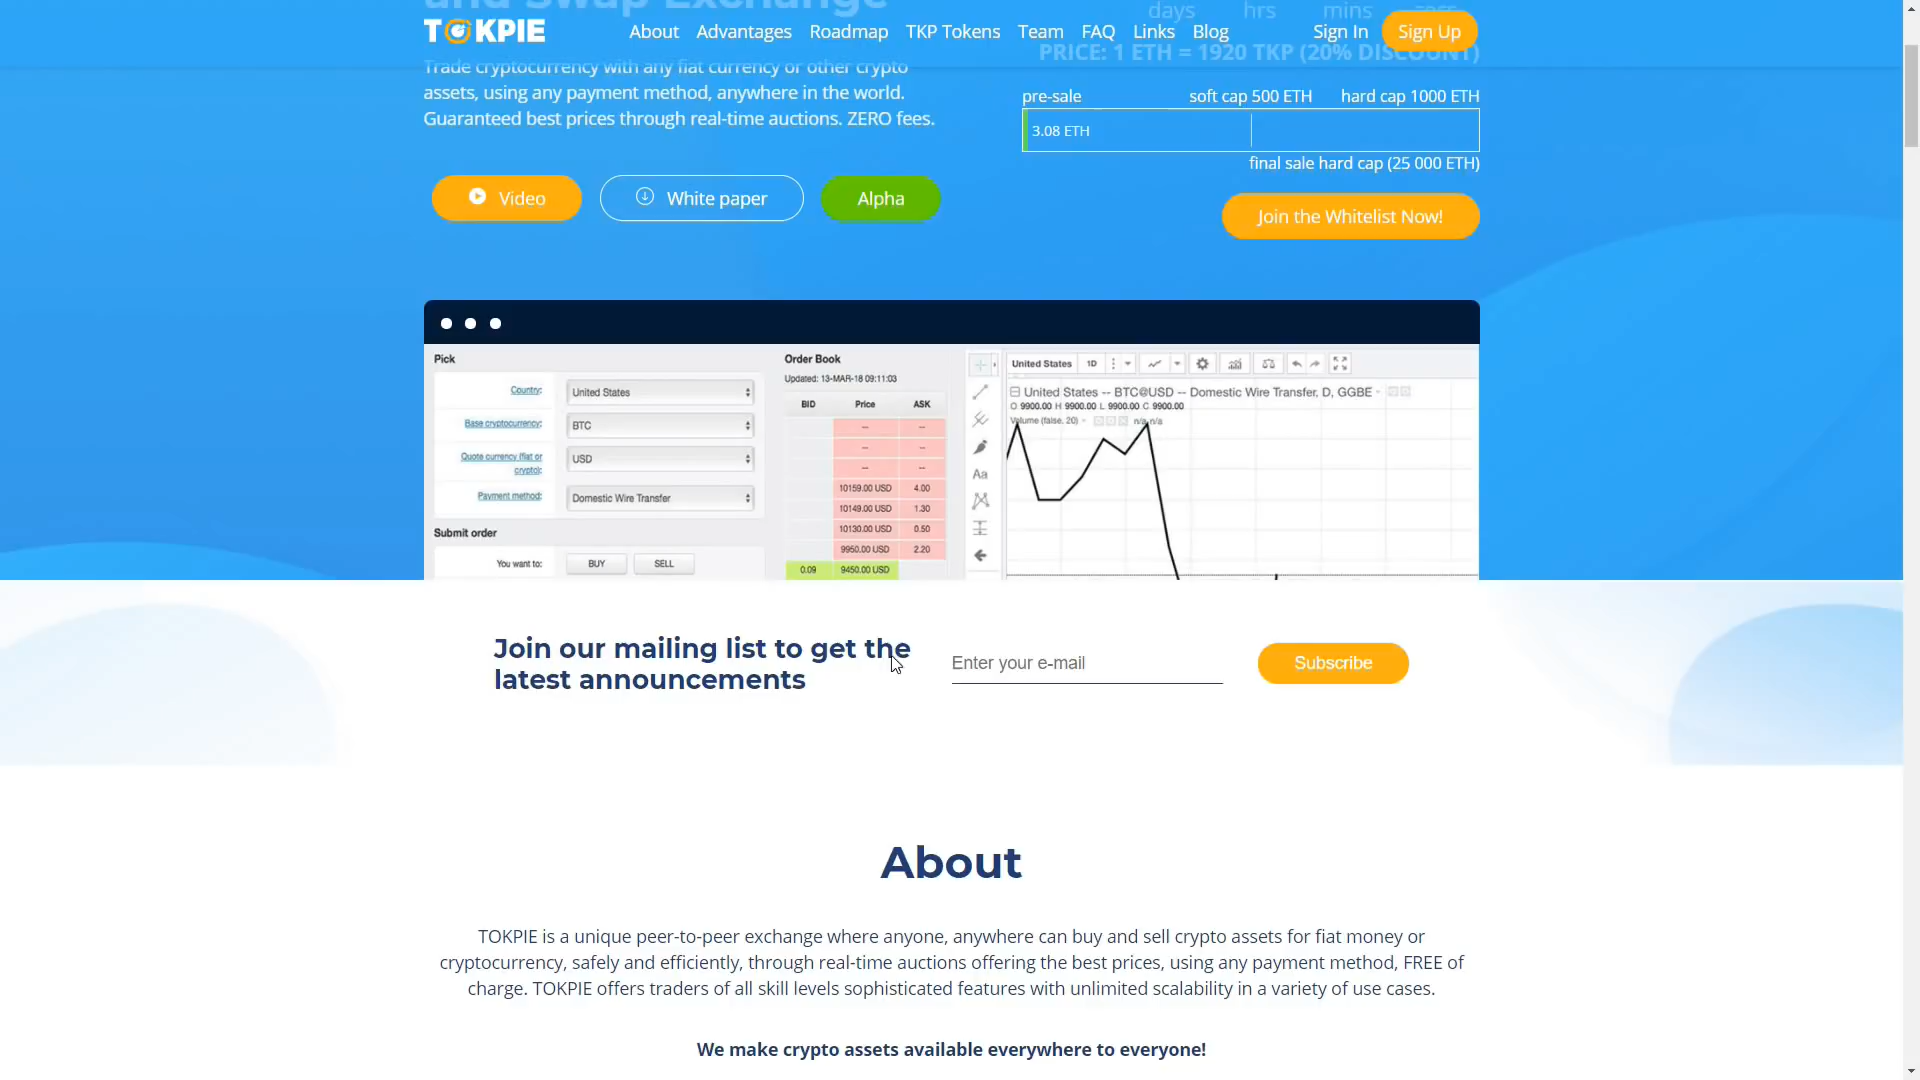 and Swap Exchange
days hrs mins secs
TOKPIE
About Advantages Roadmap TKP Tokens Team FAQ Links Blog
Sign In Sign Up
PRICE: 1 ETH = 1920 TKP (20% DISCOUNT)
Trade cryptocurrency with any fiat currency or other crypto
assets, using any payment method, anywhere in the world.
Guaranteed best prices through real-time auctions. ZERO fees.
pre-sale soft cap 500 ETH hard cap 1000 ETH
3.08 ETH
final sale hard cap (25 000 ETH)
Video White paper Alpha
Join the Whitelist Now!
Pick
Country: United States
Base cryptocurrency: BTC
Quote currency (fiat or
crypto): USD
Payment method: Domestic Wire Transfer
Submit order
You want to: BUY SELL
Order Book
Updated: 13-MAR-18 09:11:03
BID Price ASK
-- --
-- --
-- --
10159.00 USD 4.00
10149.00 USD 1.30
10130.00 USD 0.50
9950.00 USD 2.20
0.09 9450.00 USD
United States 1D
Aa
United States -- BTC@USD -- Domestic Wire Transfer, D, GGBE
O 9900.00 H 9900.00 L 9900.00 C 9900.00
Volume (false, 20) n/a n/a
Join our mailing list to get the
latest announcements
Enter your e-mail
Subscribe
About
TOKPIE is a unique peer-to-peer exchange where anyone, anywhere can buy and sell crypto assets for fiat money or
cryptocurrency, safely and efficiently, through real-time auctions offering the best prices, using any payment method, FREE of
charge. TOKPIE offers traders of all skill levels sophisticated features with unlimited scalability in a variety of use cases.
We make crypto assets available everywhere to everyone!